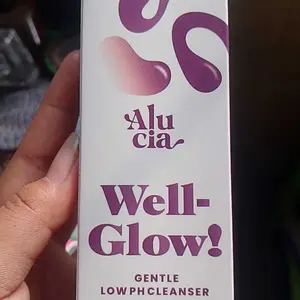 Alu
cia
Well-
Glow!
GENTLE
LOW PH CLEANSER